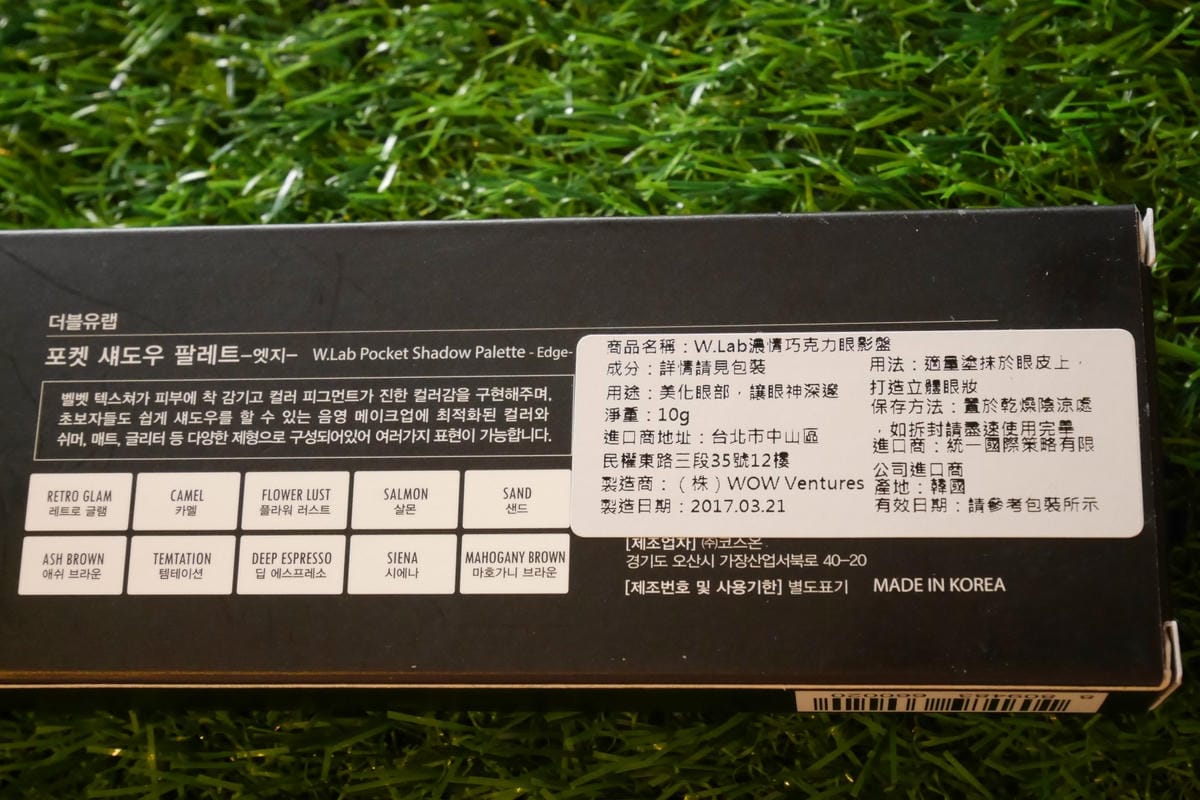 더블유랩
포켓 섀도우 팔레트-엣지- W.Lab Pocket Shadow Palette - Edge-
벨벳 텍스쳐가 피부에 착 감기고 컬러 피그먼트가 진한 컬러감을 구현해주며,
초보자들도 쉽게 섀도우를 할 수 있는 음영 메이크업에 최적화된 컬러와
쉬머, 매트, 글리터 등 다양한 제형으로 구성되어있어 여러가지 표현이 가능합니다.
RETRO GLAM
레트로 글램
CAMEL
카멜
FLOWER LUST
플라워 러스트
SALMON
살몬
SAND
샌드
ASH BROWN
애쉬 브라운
TEMTATION
템테이션
DEEP ESPRESSO
딥 에스프레소
SIENA
시에나
MAHOGANY BROWN
마호가니 브라운
商品名稱：W.Lab濃情巧克力眼影盤
成分：詳情請見包裝
用途：美化眼部，讓眼神深邃
淨重：10g
進口商地址：台北市中山區
民權東路三段35號12樓
製造商：（株）WOW Ventures
製造日期：2017.03.21
用法：適量塗抹於眼皮上，
打造立體眼妝
保存方法：置於乾燥陰涼處
，如拆封請盡速使用完畢
進口商：統一國際策略有限
公司進口商
產地：韓國
有效日期：請參考包裝所示
[제조업자] ㈜코스온
경기도 오산시 가장산업서북로 40-20
[제조번호 및 사용기한] 별도표기 MADE IN KOREA
8 809483 660020